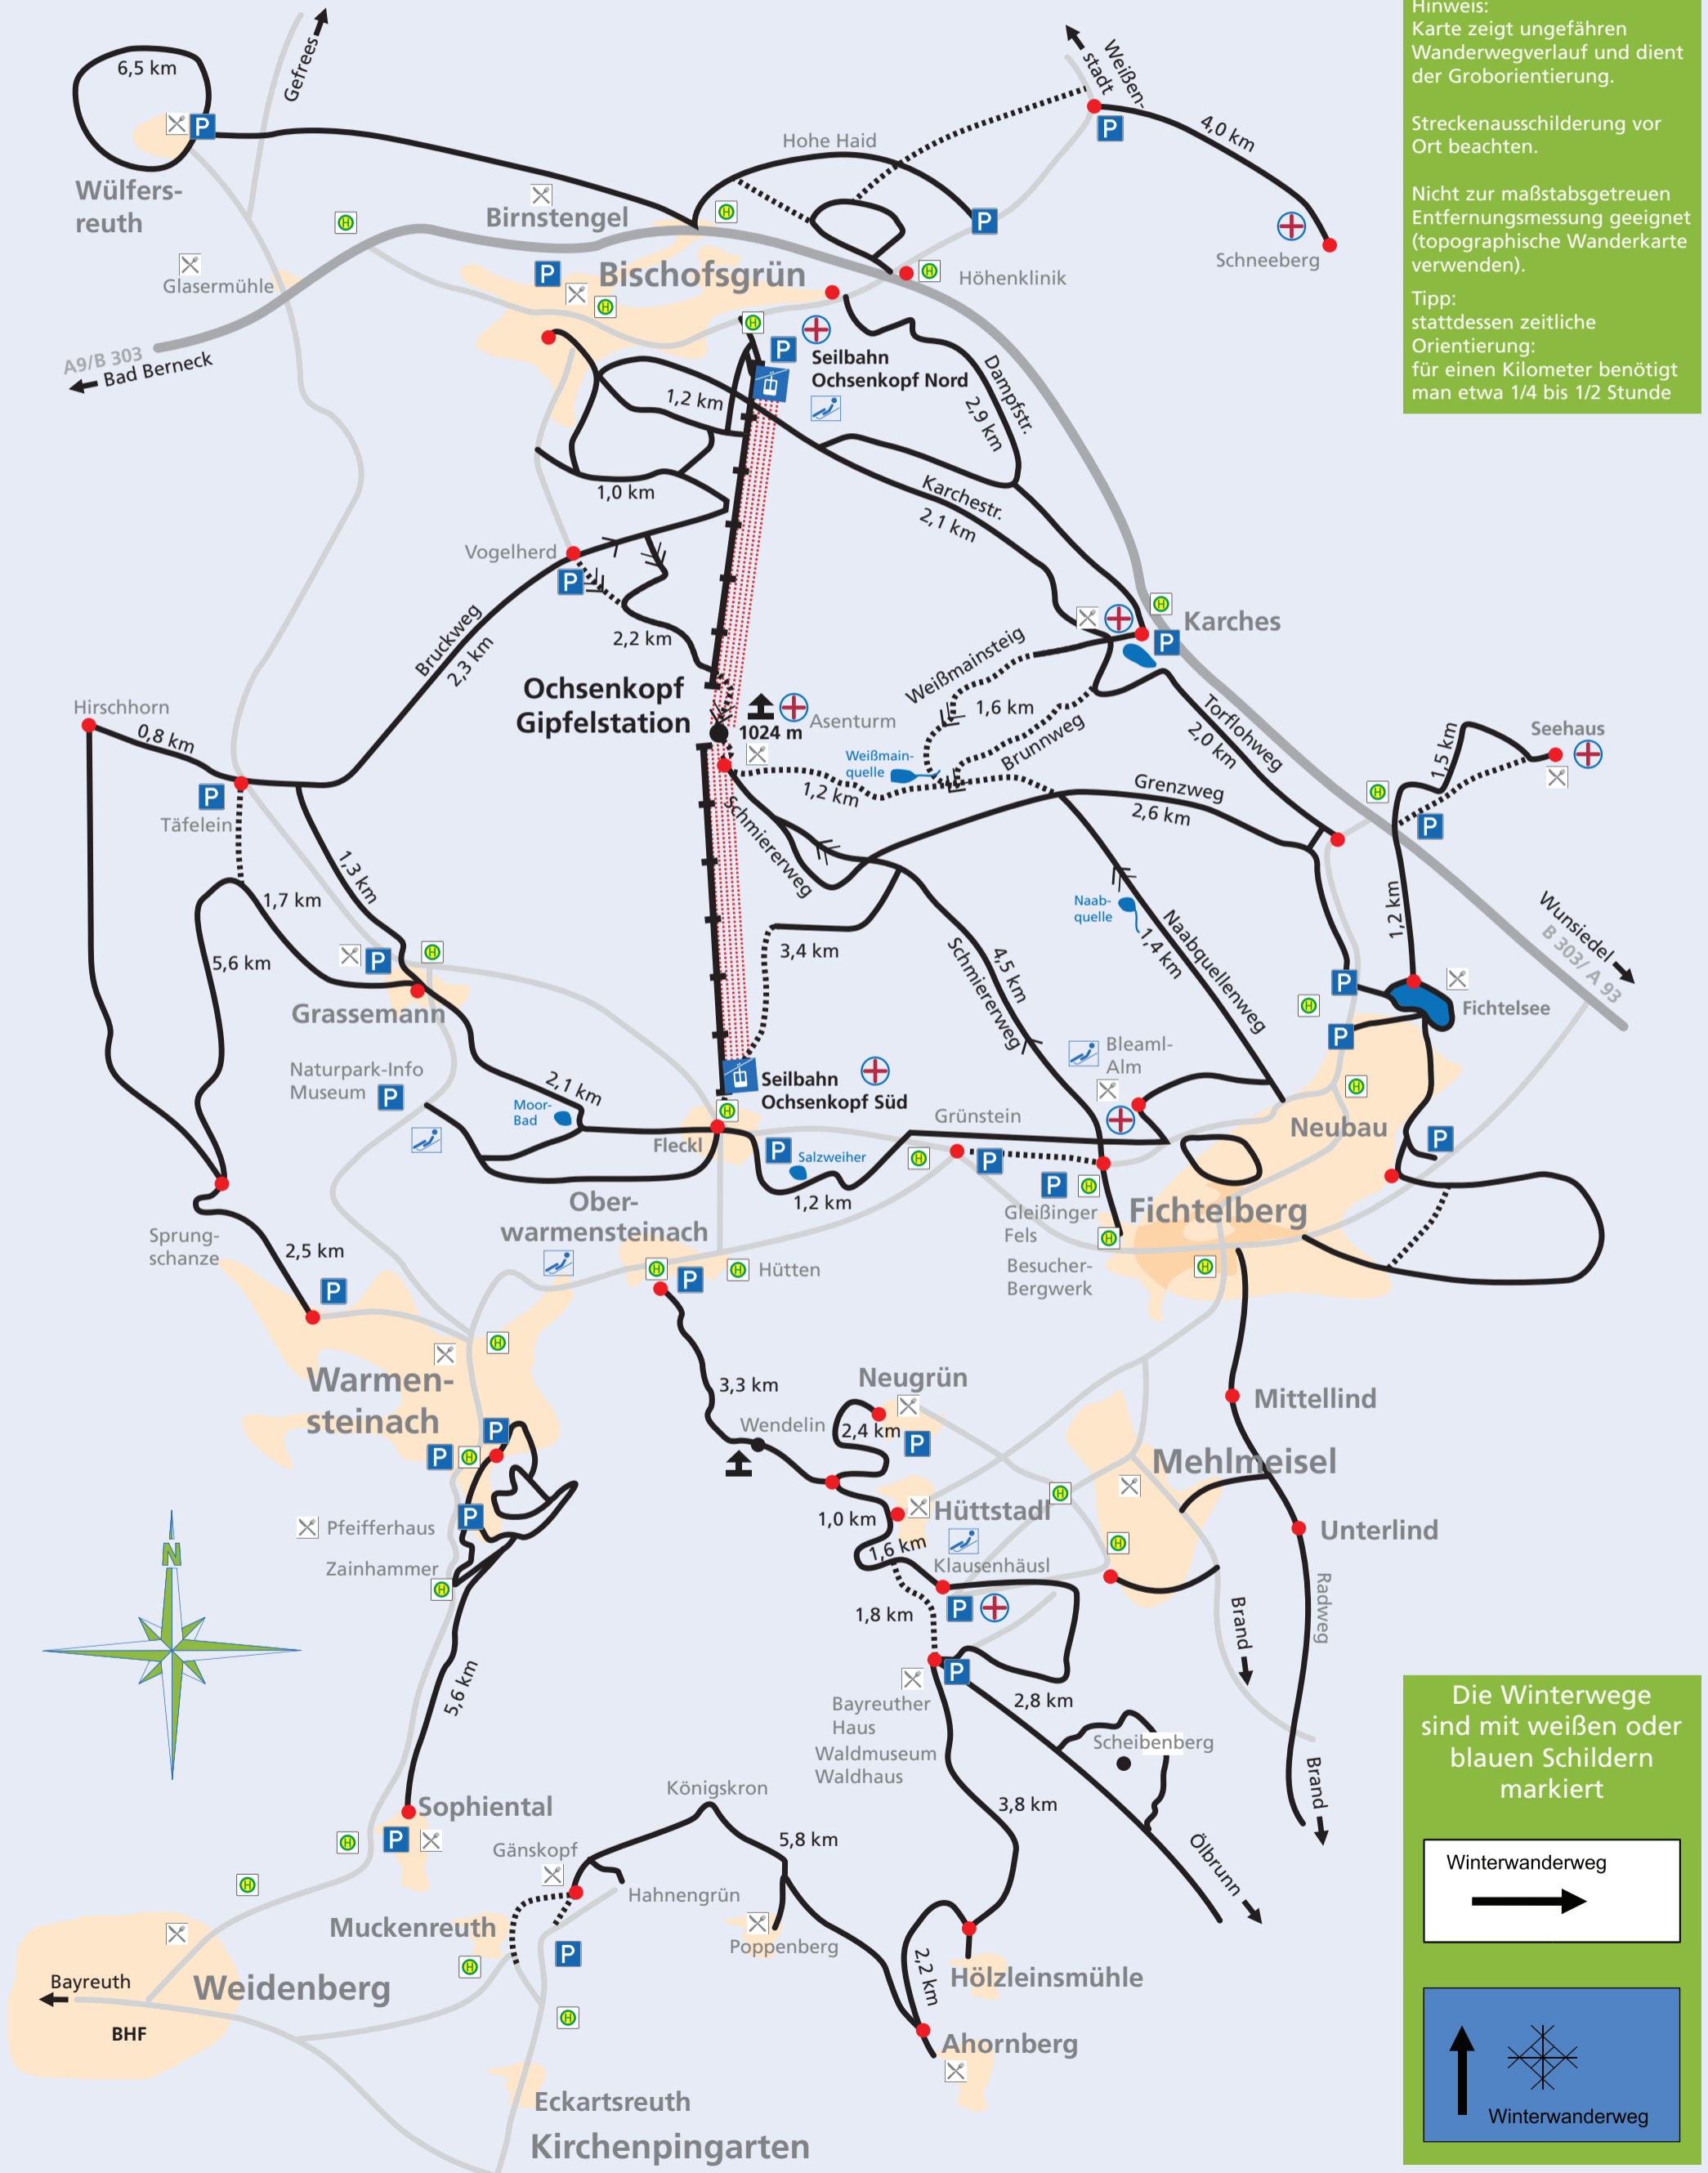 Hinweis:
Karte zeigt ungefähren
Wanderwegverlauf und dient
der Groborientierung.
Streckenausschilderung vor
Ort beachten.
Nicht zur maßstabsgetreuen
Entfernungsmessung geeignet
(topographische Wanderkarte
verwenden).
Tipp:
stattdessen zeitliche
Orientierung:
für einen Kilometer benötigt
man etwa 1/4 bis 1/2 Stunde
6,5 km
Gefrees
Weißen-
stadt
4,0 km
P
P
Hohe Haid
Wülfers-
reuth
Birnstengel
H
H
P
Schneeberg
Glasermühle
P
Bischofsgrün
H
Höhenklinik
H
A9/B 303
Bad Berneck
H
P
Seilbahn
Ochsenkopf Nord
1,2 km
Dampfstr.
2,9 km
1,0 km
Karchestr.
2,1 km
Vogelherd
P
2,2 km
Bruckweg
2,3 km
H
Karches
P
Weißmainsteig
1,6 km
Brunnweg
Torflohweg
2,0 km
Ochsenkopf
Gipfelstation
1024 m
Asenturm
Weißmain-
quelle
1,2 km
Hirschhorn
0,8 km
P
Täfelein
Seehaus
1,5 km
H
P
Grenzweg
2,6 km
Schmiererweg
1,3 km
1,7 km
5,6 km
Naab-
quelle
Naabquellenweg
1,4 km
1,2 km
Wunsiedel
B 303/ A 93
3,4 km
4,5 km
Schmiererweg
P
H
Grassemann
P
H
Fichtelsee
P
Naturpark-Info
Museum
P
Moor-
Bad
2,1 km
Seilbahn
Ochsenkopf Süd
H
Fleckl
Bleaml-
Alm
H
Neubau
P
Grünstein
P
Salzweiher
H
P
1,2 km
P
H
Gleißinger
Fels
H
Fichtelberg
Besucher-
Bergwerk
H
Ober-
warmensteinach
H
P
H
Hütten
Sprung-
schanze
2,5 km
P
H
Warmen-
steinach
P
P
H
P
Pfeifferhaus
Zainhammer
H
3,3 km
Wendelin
Neugrün
2,4 km
P
Mittellind
Mehlmeisel
H
1,0 km
Hüttstadl
Unterlind
1,6 km
Klausenhäusl
H
P
1,8 km
Radweg
Brand
N
P
Bayreuther
Haus
Waldmuseum
Waldhaus
2,8 km
Scheibenberg
5,6 km
3,8 km
Brand
Sophiental
P
H
H
Königskron
5,8 km
Gänskopf
Hahnengrün
Ölbrunn
Muckenreuth
P
H
Poppenberg
2,2 km
Hölzleinsmühle
Weidenberg
Bayreuth
BHF
H
Ahornberg
Eckartsreuth
Kirchenpingarten
Die Winterwege
sind mit weißen oder
blauen Schildern
markiert
Winterwanderweg
Winterwanderweg